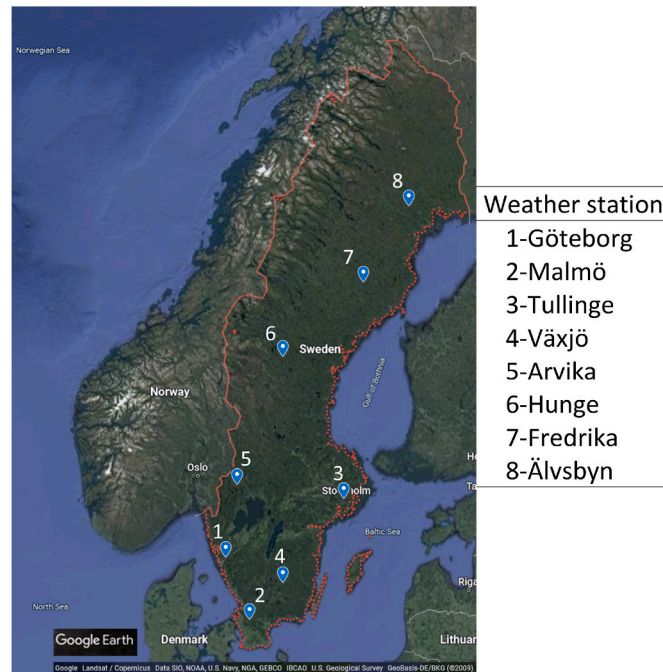 Norwegian Sea
8
7
6
Sweden
Norway
Gulf of Bothnia
Oslo
5
3
Stockholm
1
Baltic Sea
4
2
North Sea
Riga
Google Earth
Denmark
Lithuar
Google Landsat / Copernicus Data SIO, NOAA, U.S. Navy, NGA, GEBCO IBCAO U.S. Geological Survey GeoBasis-DE/BKG (©2009)
He
Ta
Weather station
1-Göteborg
2-Malmö
3-Tullinge
4-Växjö
5-Arvika
6-Hunge
7-Fredrika
8-Älvsbyn